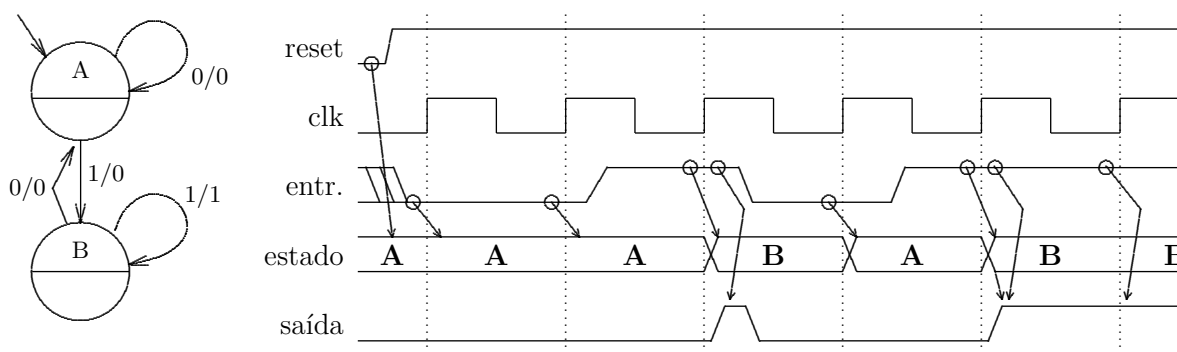 A
0/0
1/0
0/0
1/1
B
reset
clk
entr.
estado A A A B A B B
saída